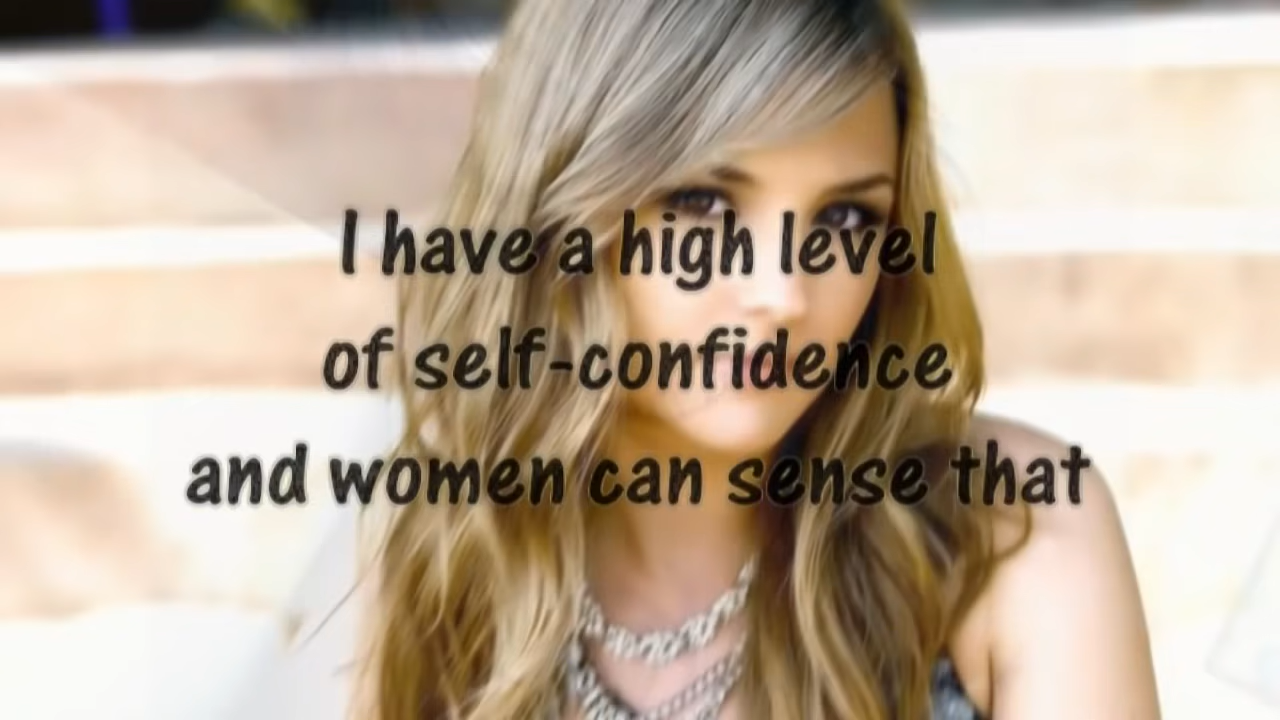 I have a high level
of self-confidence
and women can sense that